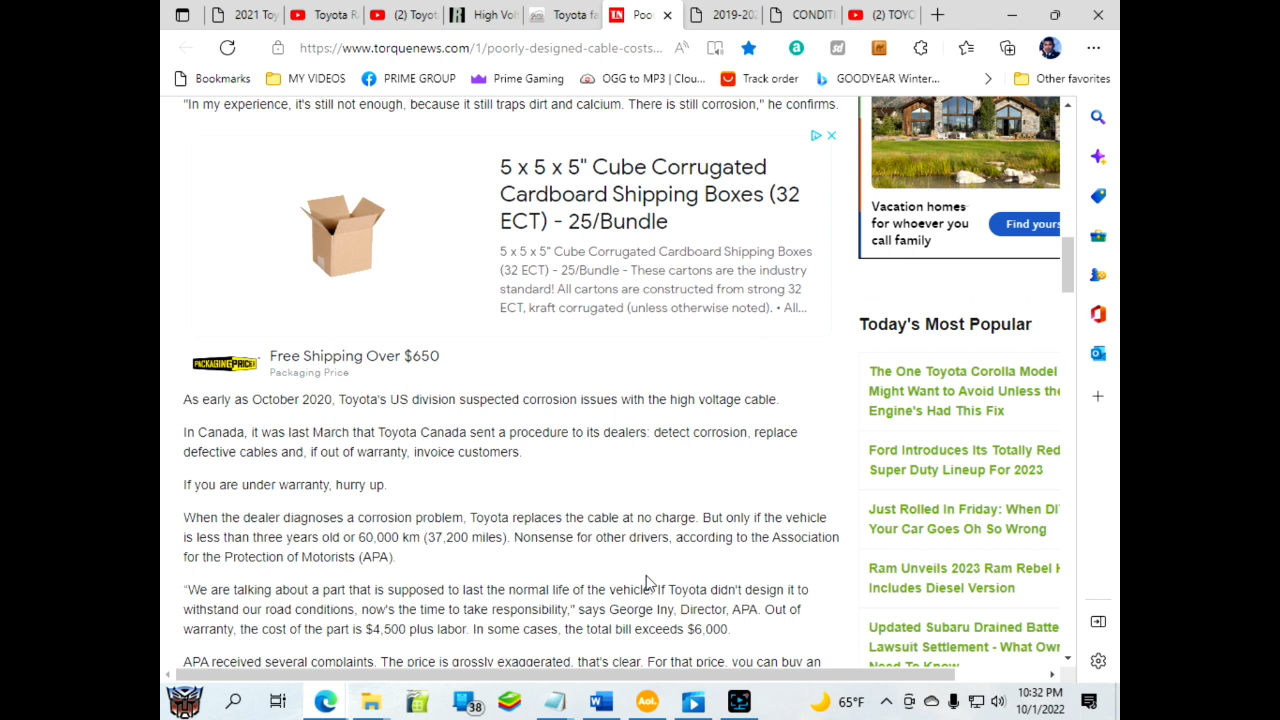 2021 Toy
Toyota R
(2) Toyot
High Vol
Toyota fa
Poo
2019-202
CONDITI
(2) TOYO
https://www.torquenews.com/1/poorly-designed-cable-costs...
Bookmarks
MY VIDEOS
PRIME GROUP
Prime Gaming
OGG to MP3 | Clou...
Track order
GOODYEAR Winter...
Other favorites
"In my experience, it's still not enough, because it still traps dirt and calcium. There is still corrosion," he confirms.
5 x 5 x 5" Cube Corrugated
Cardboard Shipping Boxes (32
ECT) - 25/Bundle
5 x 5 x 5" Cube Corrugated Cardboard Shipping Boxes
(32 ECT) - 25/Bundle - These cartons are the industry
standard! All cartons are constructed from strong 32
ECT, kraft corrugated (unless otherwise noted). • All...
PACKAGINGPRICE
Free Shipping Over $650
Packaging Price
As early as October 2020, Toyota's US division suspected corrosion issues with the high voltage cable.
In Canada, it was last March that Toyota Canada sent a procedure to its dealers: detect corrosion, replace
defective cables and, if out of warranty, invoice customers.
If you are under warranty, hurry up.
When the dealer diagnoses a corrosion problem, Toyota replaces the cable at no charge. But only if the vehicle
is less than three years old or 60,000 km (37,200 miles). Nonsense for other drivers, according to the Association
for the Protection of Motorists (APA).
"We are talking about a part that is supposed to last the normal life of the vehicle. If Toyota didn't design it to
withstand our road conditions, now's the time to take responsibility," says George Iny, Director, APA. Out of
warranty, the cost of the part is $4,500 plus labor. In some cases, the total bill exceeds $6,000.
APA received several complaints. The price is grossly exaggerated, that's clear. For that price, you can buy an
Vacation homes
for whoever you
call family
Find yours
Today's Most Popular
The One Toyota Corolla Model
Might Want to Avoid Unless the
Engine's Had This Fix
Ford Introduces Its Totally Red
Super Duty Lineup For 2023
Just Rolled In Friday: When DI
Your Car Goes Oh So Wrong
Ram Unveils 2023 Ram Rebel H
Includes Diesel Version
Updated Subaru Drained Batte
Lawsuit Settlement - What Own
Need To Know
38
Aol.
65°F
10:32 PM
10/1/2022